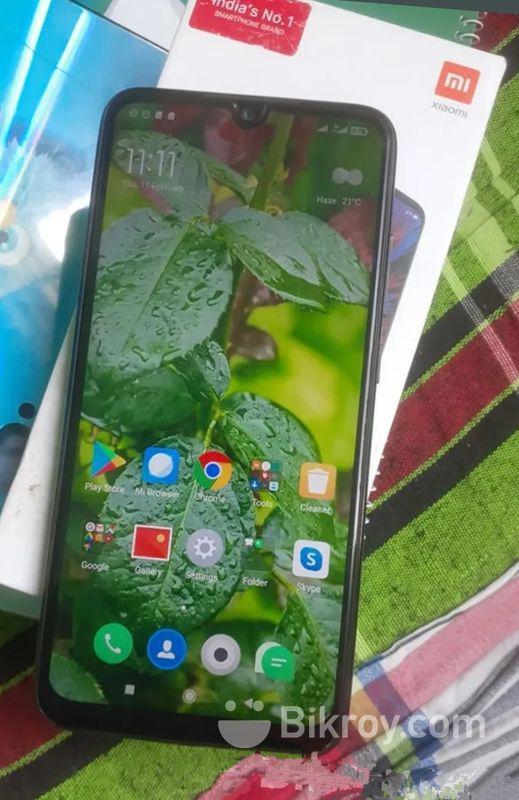 India's No.1
SMARTPHONE BRAND
mi
xiaomi
11:11
Thu, 17 February
Haze 21°C
Play Store
Mi Browser
Chrome
Tools
Cleaner
Google
Gallery
Settings
Folder
Skype
S
Bikroy.com